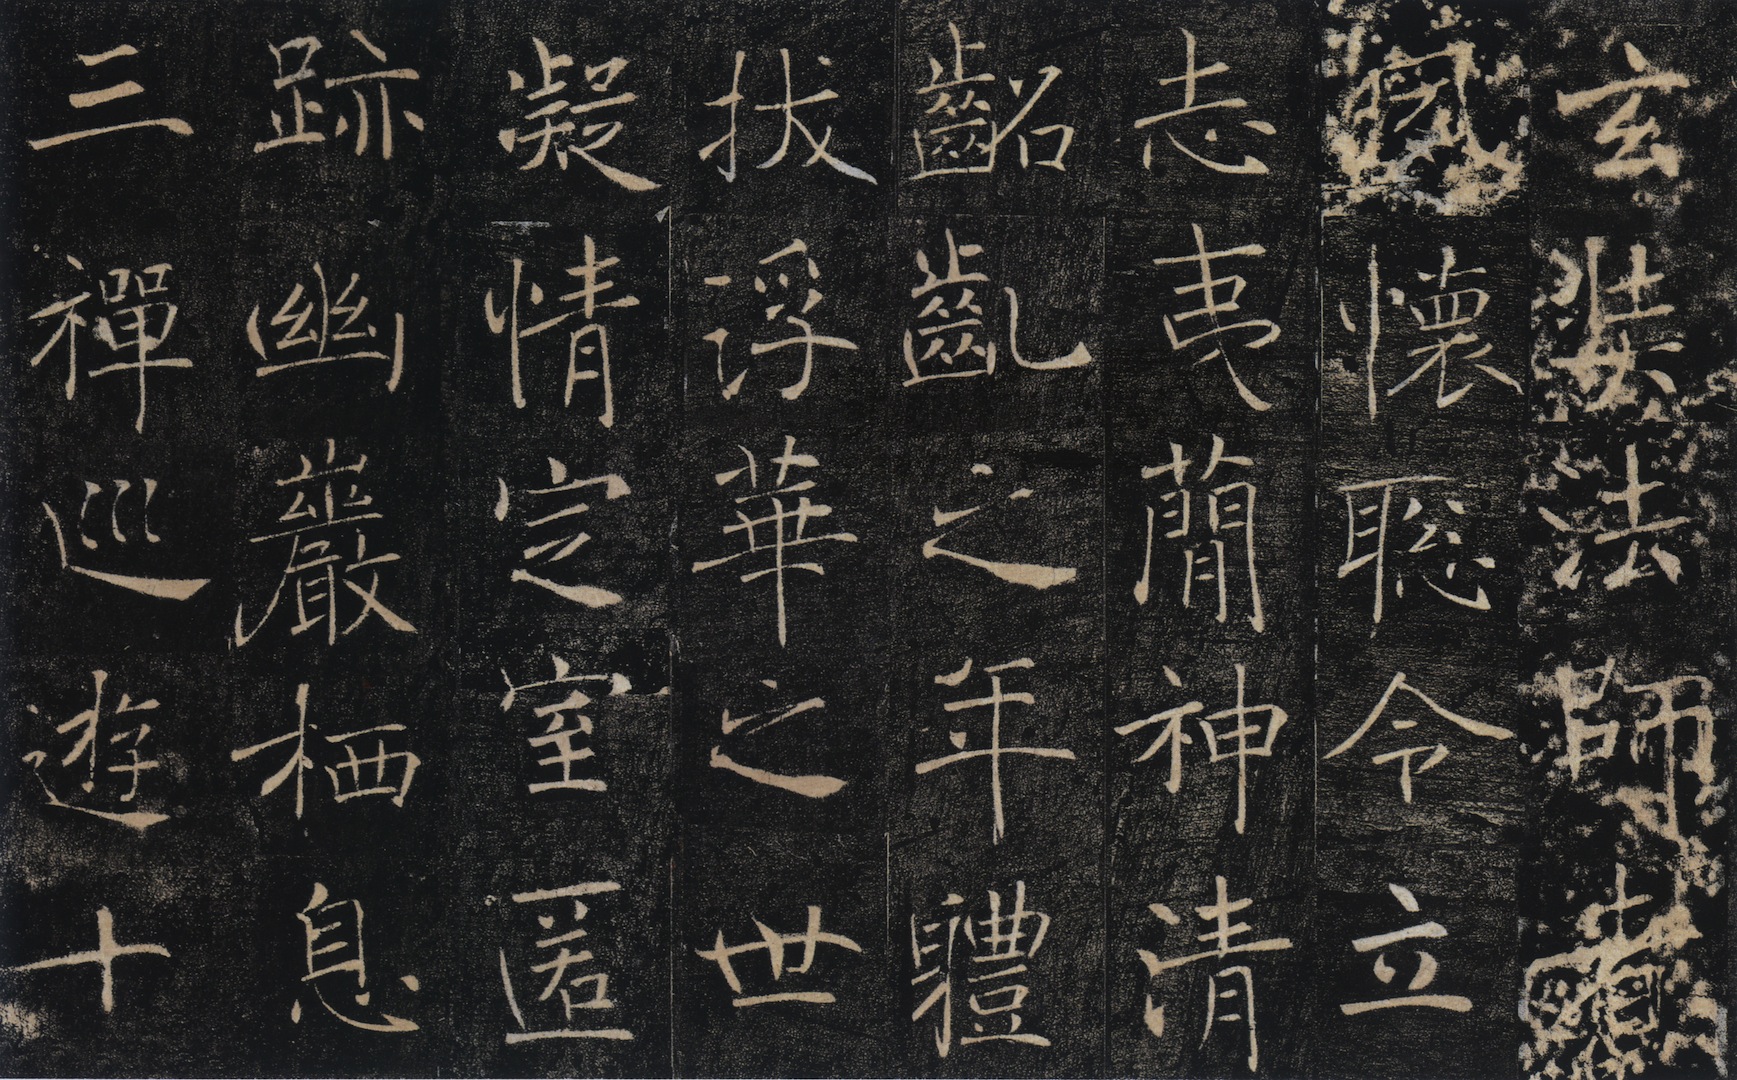 玄奘法師者
夙懷聰令立
志夷簡神清
齠齔之年軆
拔浮華之世
凝情定室匿
跡幽巖栖息
三禪巡遊十